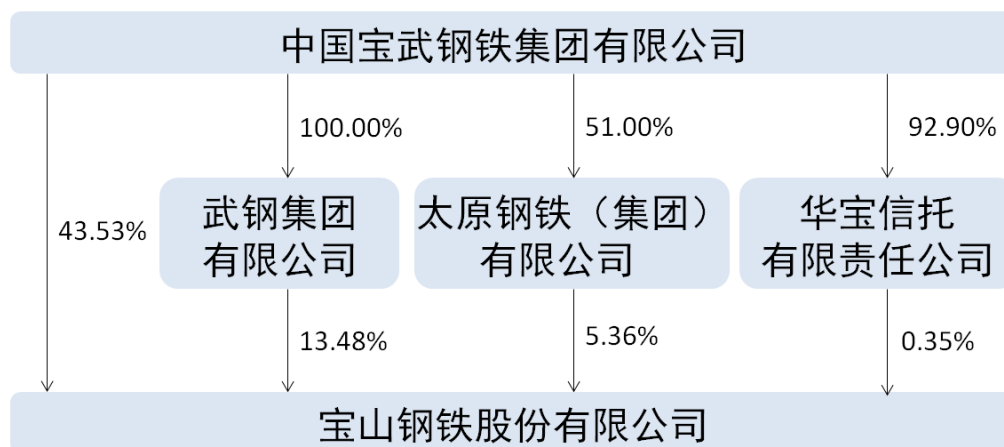 中国宝武钢铁集团有限公司
100.00%
51.00%
92.90%
武钢集团
有限公司
太原钢铁（集团）
有限公司
华宝信托
有限责任公司
43.53%
13.48%
5.36%
0.35%
宝山钢铁股份有限公司